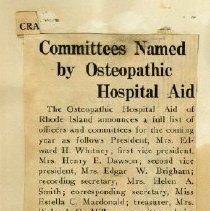 CRA
Committees Named
by Osteopathic
Hospital Aid
The Osteopathic Hospital Aid of
Rhode Island announces a full list of
officers and committees for the coming
year as follows: President, Mrs. Ed-
ward H. Whitney; first vice president,
Mrs. Henry E. Dawson; second vice
president, Mrs. Edgar W. Brigham;
recording secretary, Mrs. Helen A.
Smith; corresponding secretary, Miss
Estella C. Macdonald; treasurer, Mrs.